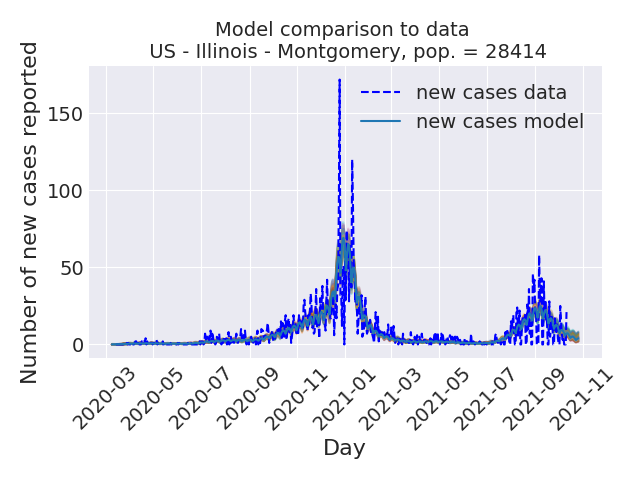 Model comparison to data
US - Illinois - Montgomery, pop. = 28414
Number of new cases reported
150
100
50
0
new cases data
new cases model
2020-03
2020-05
2020-07
2020-09
2020-11
2021-01
2021-03
2021-05
2021-07
2021-09
2021-11
Day